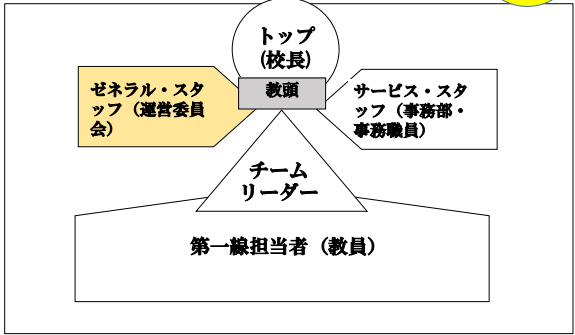 トップ
(校長)
教頭
ゼネラル・スタ
ッフ（運営委員
会）
サービス・スタ
ッフ（事務部・
事務職員）
チーム
リーダー
第一線担当者（教員）